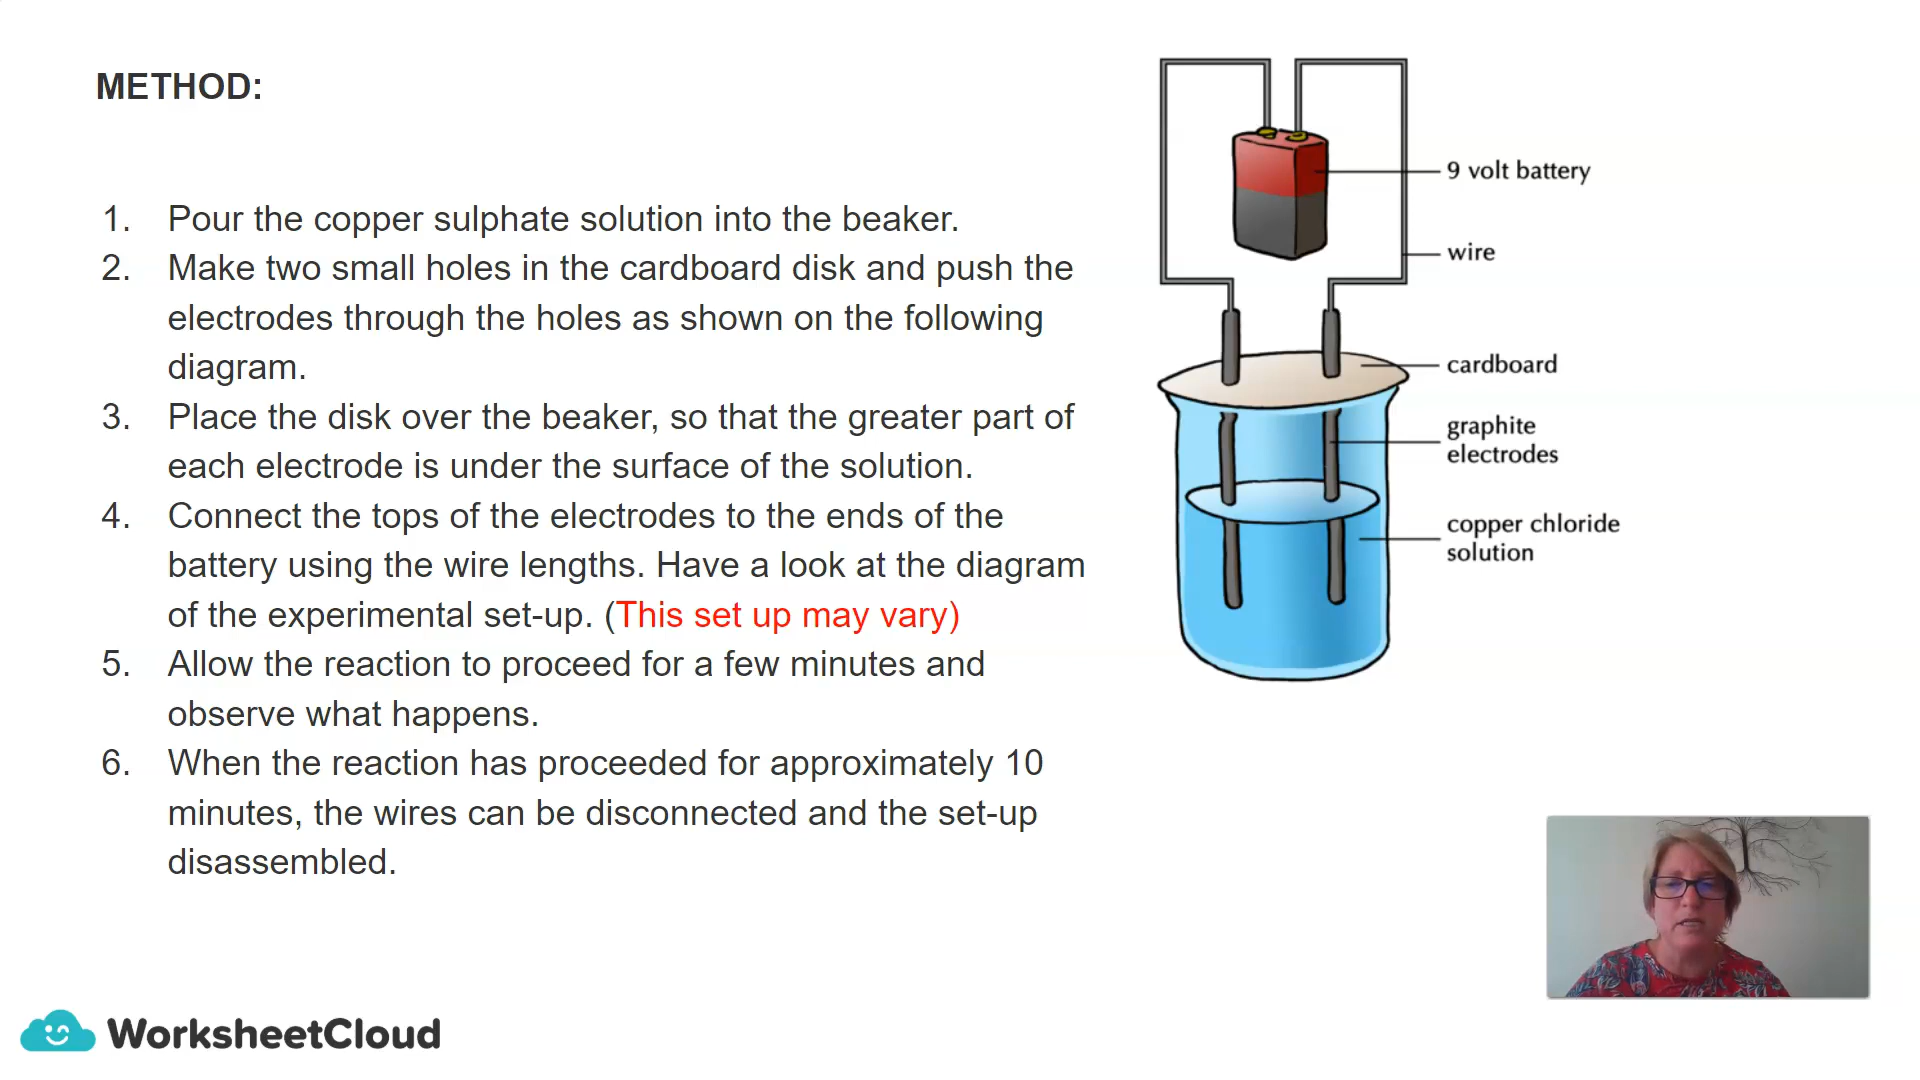 METHOD:
1. Pour the copper sulphate solution into the beaker.
2. Make two small holes in the cardboard disk and push the
electrodes through the holes as shown on the following
diagram.
3. Place the disk over the beaker, so that the greater part of
each electrode is under the surface of the solution.
4. Connect the tops of the electrodes to the ends of the
battery using the wire lengths. Have a look at the diagram
of the experimental set-up. (This set up may vary)
5. Allow the reaction to proceed for a few minutes and
observe what happens.
6. When the reaction has proceeded for approximately 10
minutes, the wires can be disconnected and the set-up
disassembled.
9 volt battery
wire
cardboard
graphite
electrodes
copper chloride
solution
WorksheetCloud